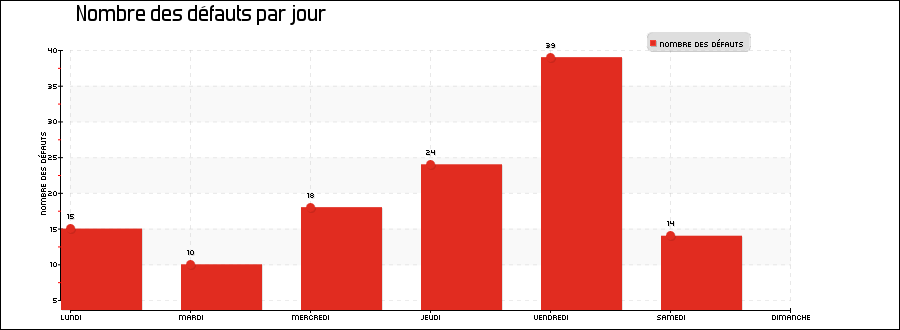 Nombre des défauts par jour
NOMBRE DES DÉFAUTS
40
35
30
25
20
15
10
5
NOMBRE DES DÉFAUTS
15
10
18
24
39
14
LUNDI
MARDI
MERCREDI
JEUDI
VENDREDI
SAMEDI
DIMANCHE